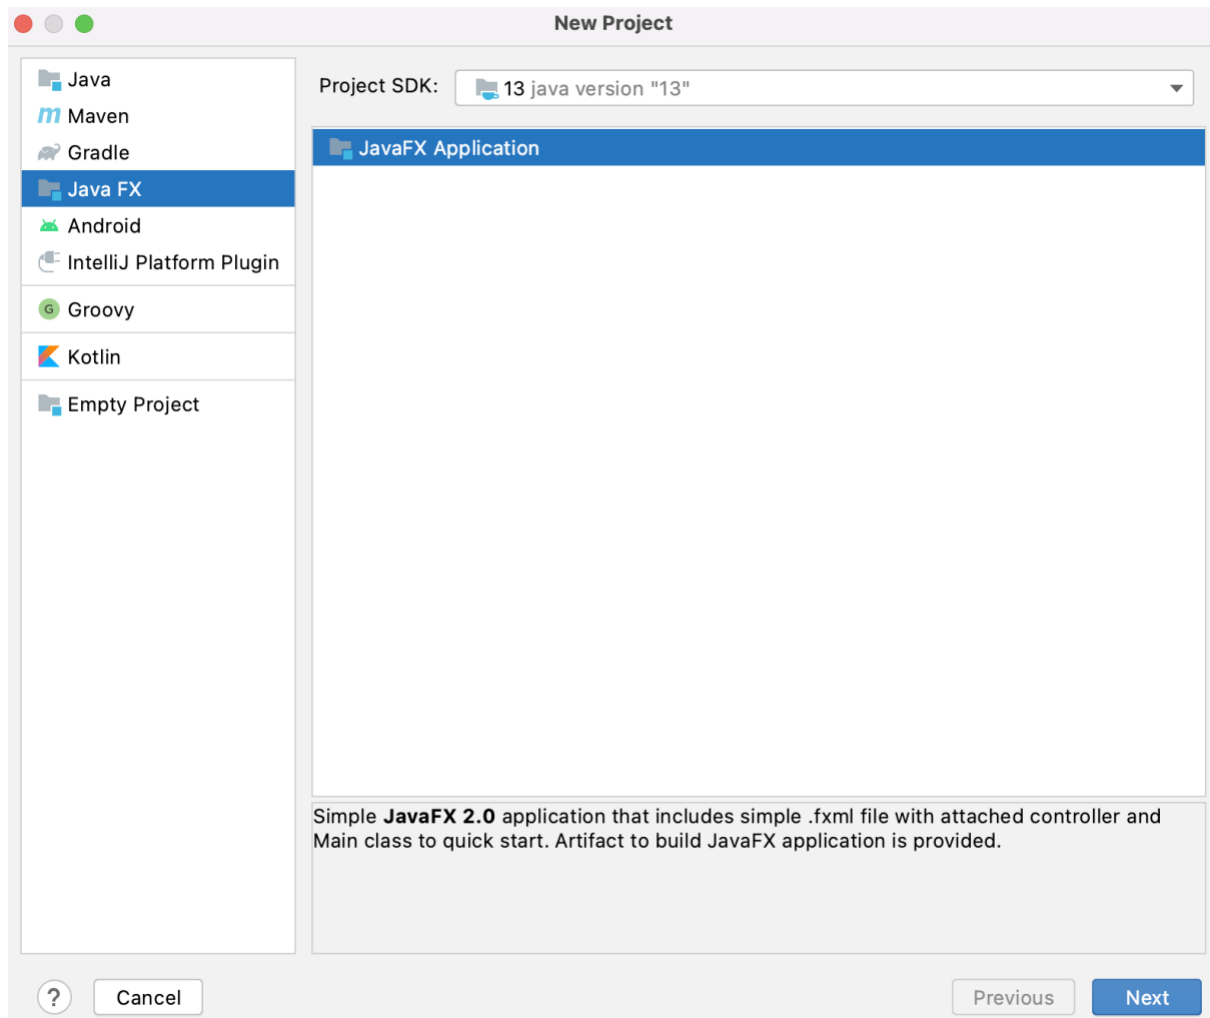 New Project
Java
Maven
Gradle
Java FX
Android
IntelliJ Platform Plugin
Groovy
Kotlin
Empty Project
Project SDK: 13 java version "13"
JavaFX Application
Simple JavaFX 2.0 application that includes simple .fxml file with attached controller and
Main class to quick start. Artifact to build JavaFX application is provided.
? Cancel Previous Next